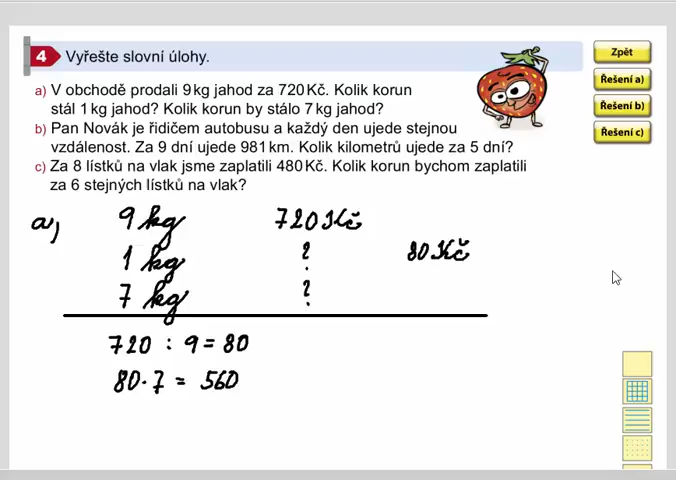 4 Vyřešte slovní úlohy.
a) V obchodě prodali 9 kg jahod za 720 Kč. Kolik korun
stál 1 kg jahod? Kolik korun by stálo 7 kg jahod?
b) Pan Novák je řidičem autobusu a každý den ujede stejnou
vzdálenost. Za 9 dní ujede 981 km. Kolik kilometrů ujede za 5 dní?
c) Za 8 lístků na vlak jsme zaplatili 480 Kč. Kolik korun bychom zaplatili
za 6 stejných lístků na vlak?
Zpět
Řešení a)
Řešení b)
Řešení c)
a) 9 kg 720 Kč
1 kg ? 80 Kč
7 kg ?
720 : 9 = 80
80 · 7 = 560